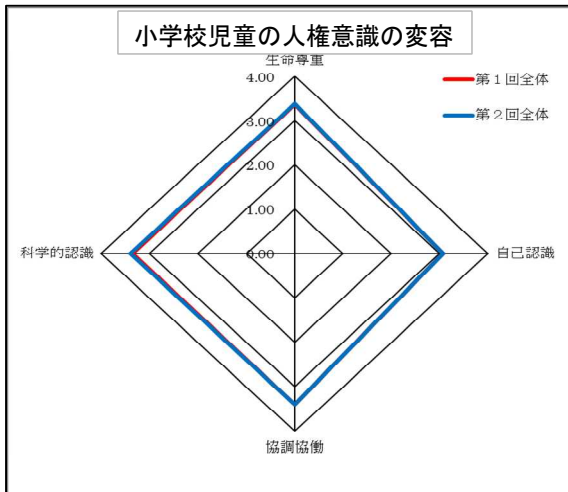 小学校児童の人権意識の変容
生命尊重
4.00
第１回全体
3.00
第２回全体
2.00
1.00
科学的認識
0.00
自己認識
協調協働